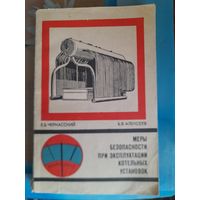 К.В. ЧЕРКАССКИЙ Б.В. АЛЕКСЕЕВ
МЕРЫ
БЕЗОПАСНОСТИ
ПРИ ЭКСПЛУАТАЦИИ
КОТЕЛЬНЫХ
УСТАНОВОК